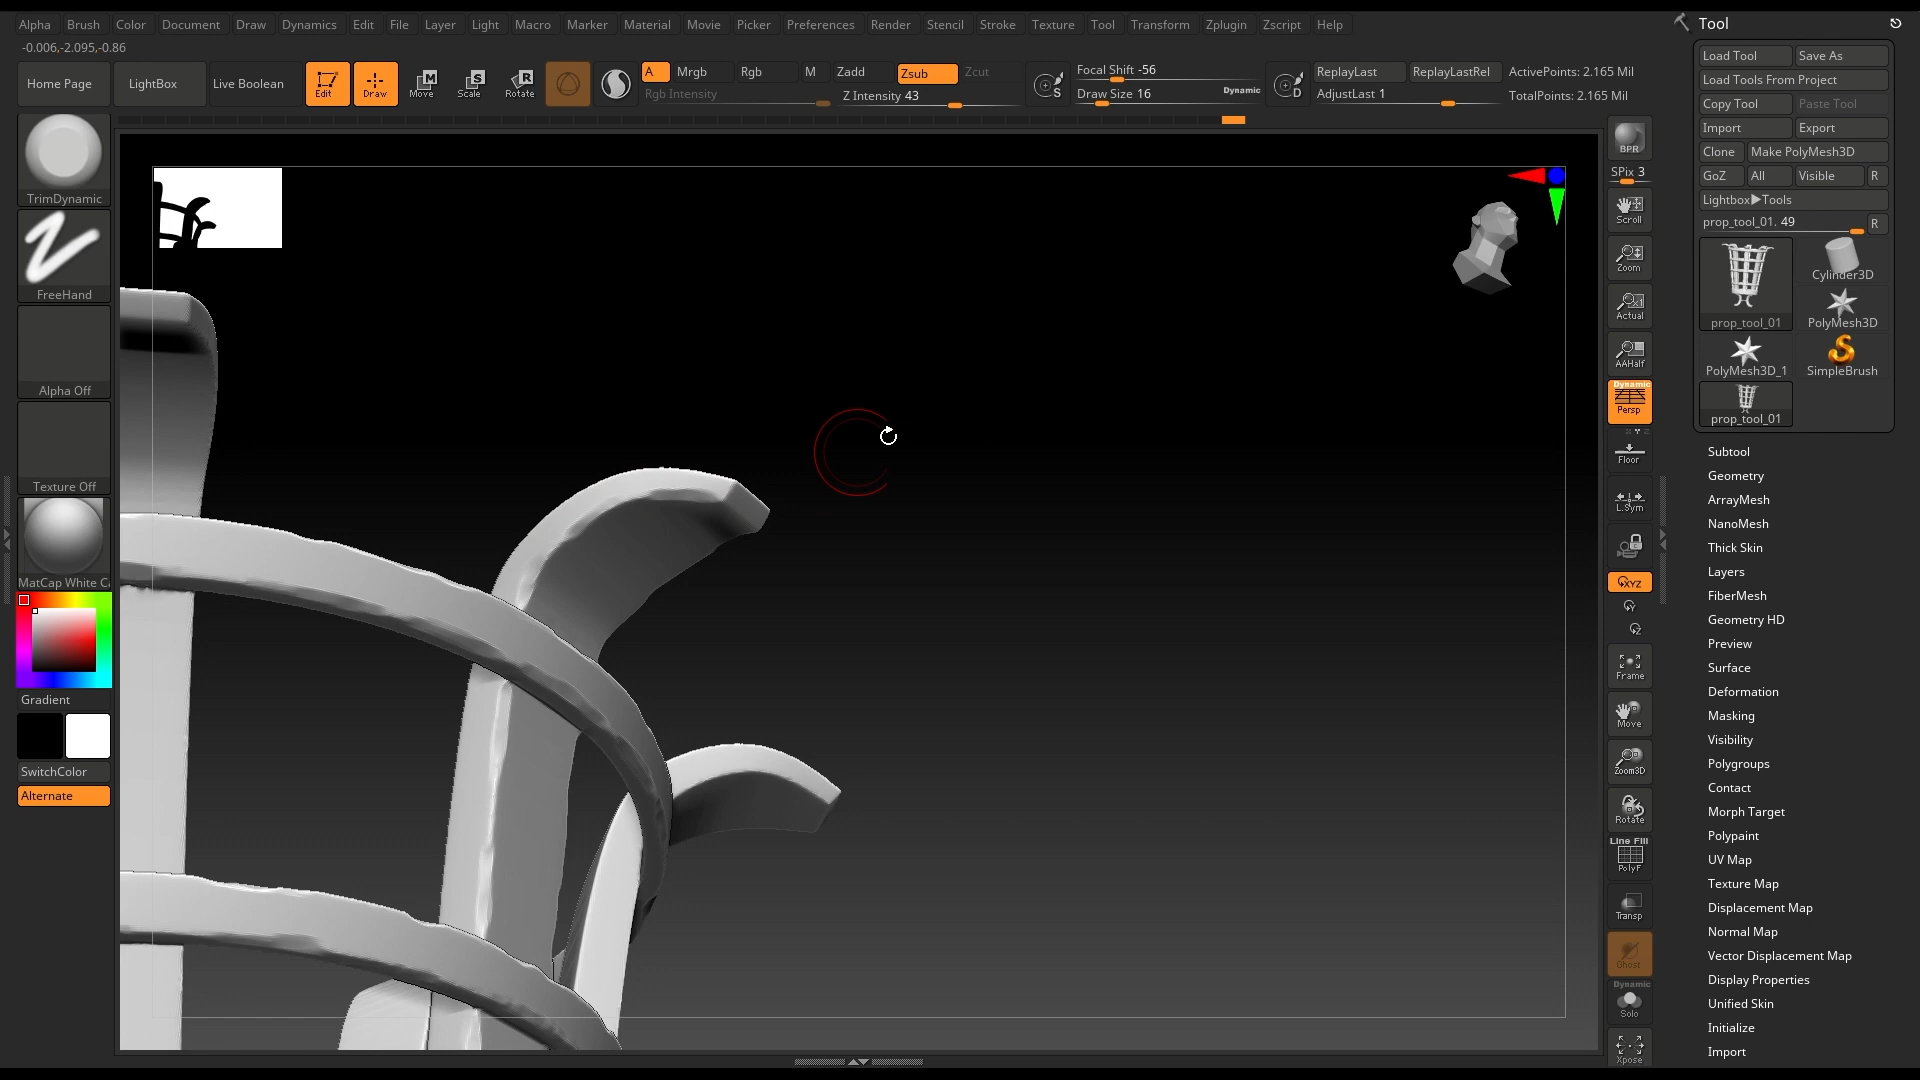 Alpha Brush Color Document Draw Dynamics Edit File Layer Light Macro Marker Material Movie Picker Preferences Render Stencil Stroke Texture Tool Transform Zplugin Zscript Help
Tool
-0.006,-2.095,-0.86
Home Page
LightBox
Live Boolean
Edit
Draw
M
Move
S
Scale
R
Rotate
A
Mrgb
Rgb
M
Zadd
Zsub
Zcut
Rgb Intensity
Z Intensity 43
S
Focal Shift -56
Draw Size 16
Dynamic
D
ReplayLast
ReplayLastRel
AdjustLast 1
ActivePoints: 2.165 Mil
TotalPoints: 2.165 Mil
TrimDynamic
FreeHand
Alpha Off
Texture Off
MatCap White Ca
Gradient
SwitchColor
Alternate
BPR
SPix 3
Scroll
Zoom
Actual
AAHalf
Dynamic
Persp
Floor
L.Sym
XYZ
Y
Z
Frame
Move
Zoom3D
Rotate
Line Fill
PolyF
Transp
Ghost
Dynamic
Solo
Xpose
Load Tool
Save As
Load Tools From Project
Copy Tool
Paste Tool
Import
Export
Clone
Make PolyMesh3D
GoZ
All
Visible
R
Lightbox▶Tools
prop_tool_01. 49
R
prop_tool_01
Cylinder3D
PolyMesh3D
PolyMesh3D_1
SimpleBrush
prop_tool_01
Subtool
Geometry
ArrayMesh
NanoMesh
Thick Skin
Layers
FiberMesh
Geometry HD
Preview
Surface
Deformation
Masking
Visibility
Polygroups
Contact
Morph Target
Polypaint
UV Map
Texture Map
Displacement Map
Normal Map
Vector Displacement Map
Display Properties
Unified Skin
Initialize
Import